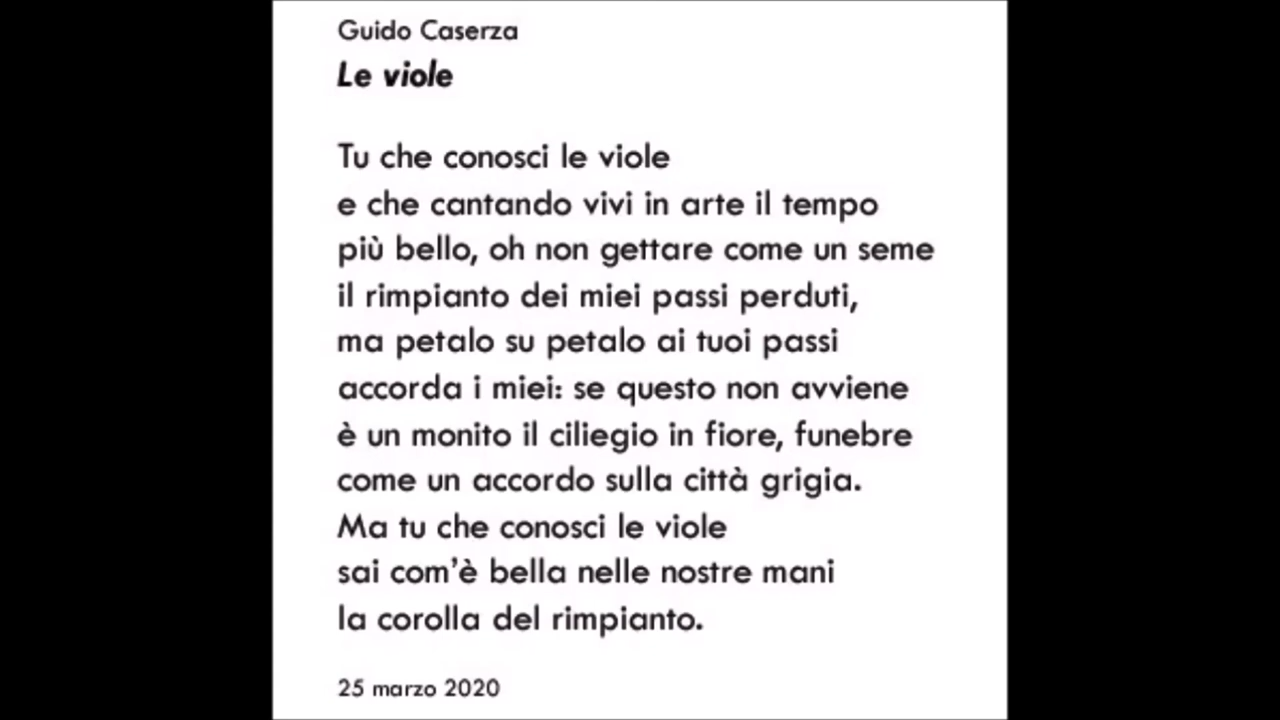 Guido Caserza
Le viole
Tu che conosci le viole
e che cantando vivi in arte il tempo
più bello, oh non gettare come un seme
il rimpianto dei miei passi perduti,
ma petalo su petalo ai tuoi passi
accorda i miei: se questo non avviene
è un monito il ciliegio in fiore, funebre
come un accordo sulla città grigia.
Ma tu che conosci le viole
sai com’è bella nelle nostre mani
la corolla del rimpianto.
25 marzo 2020